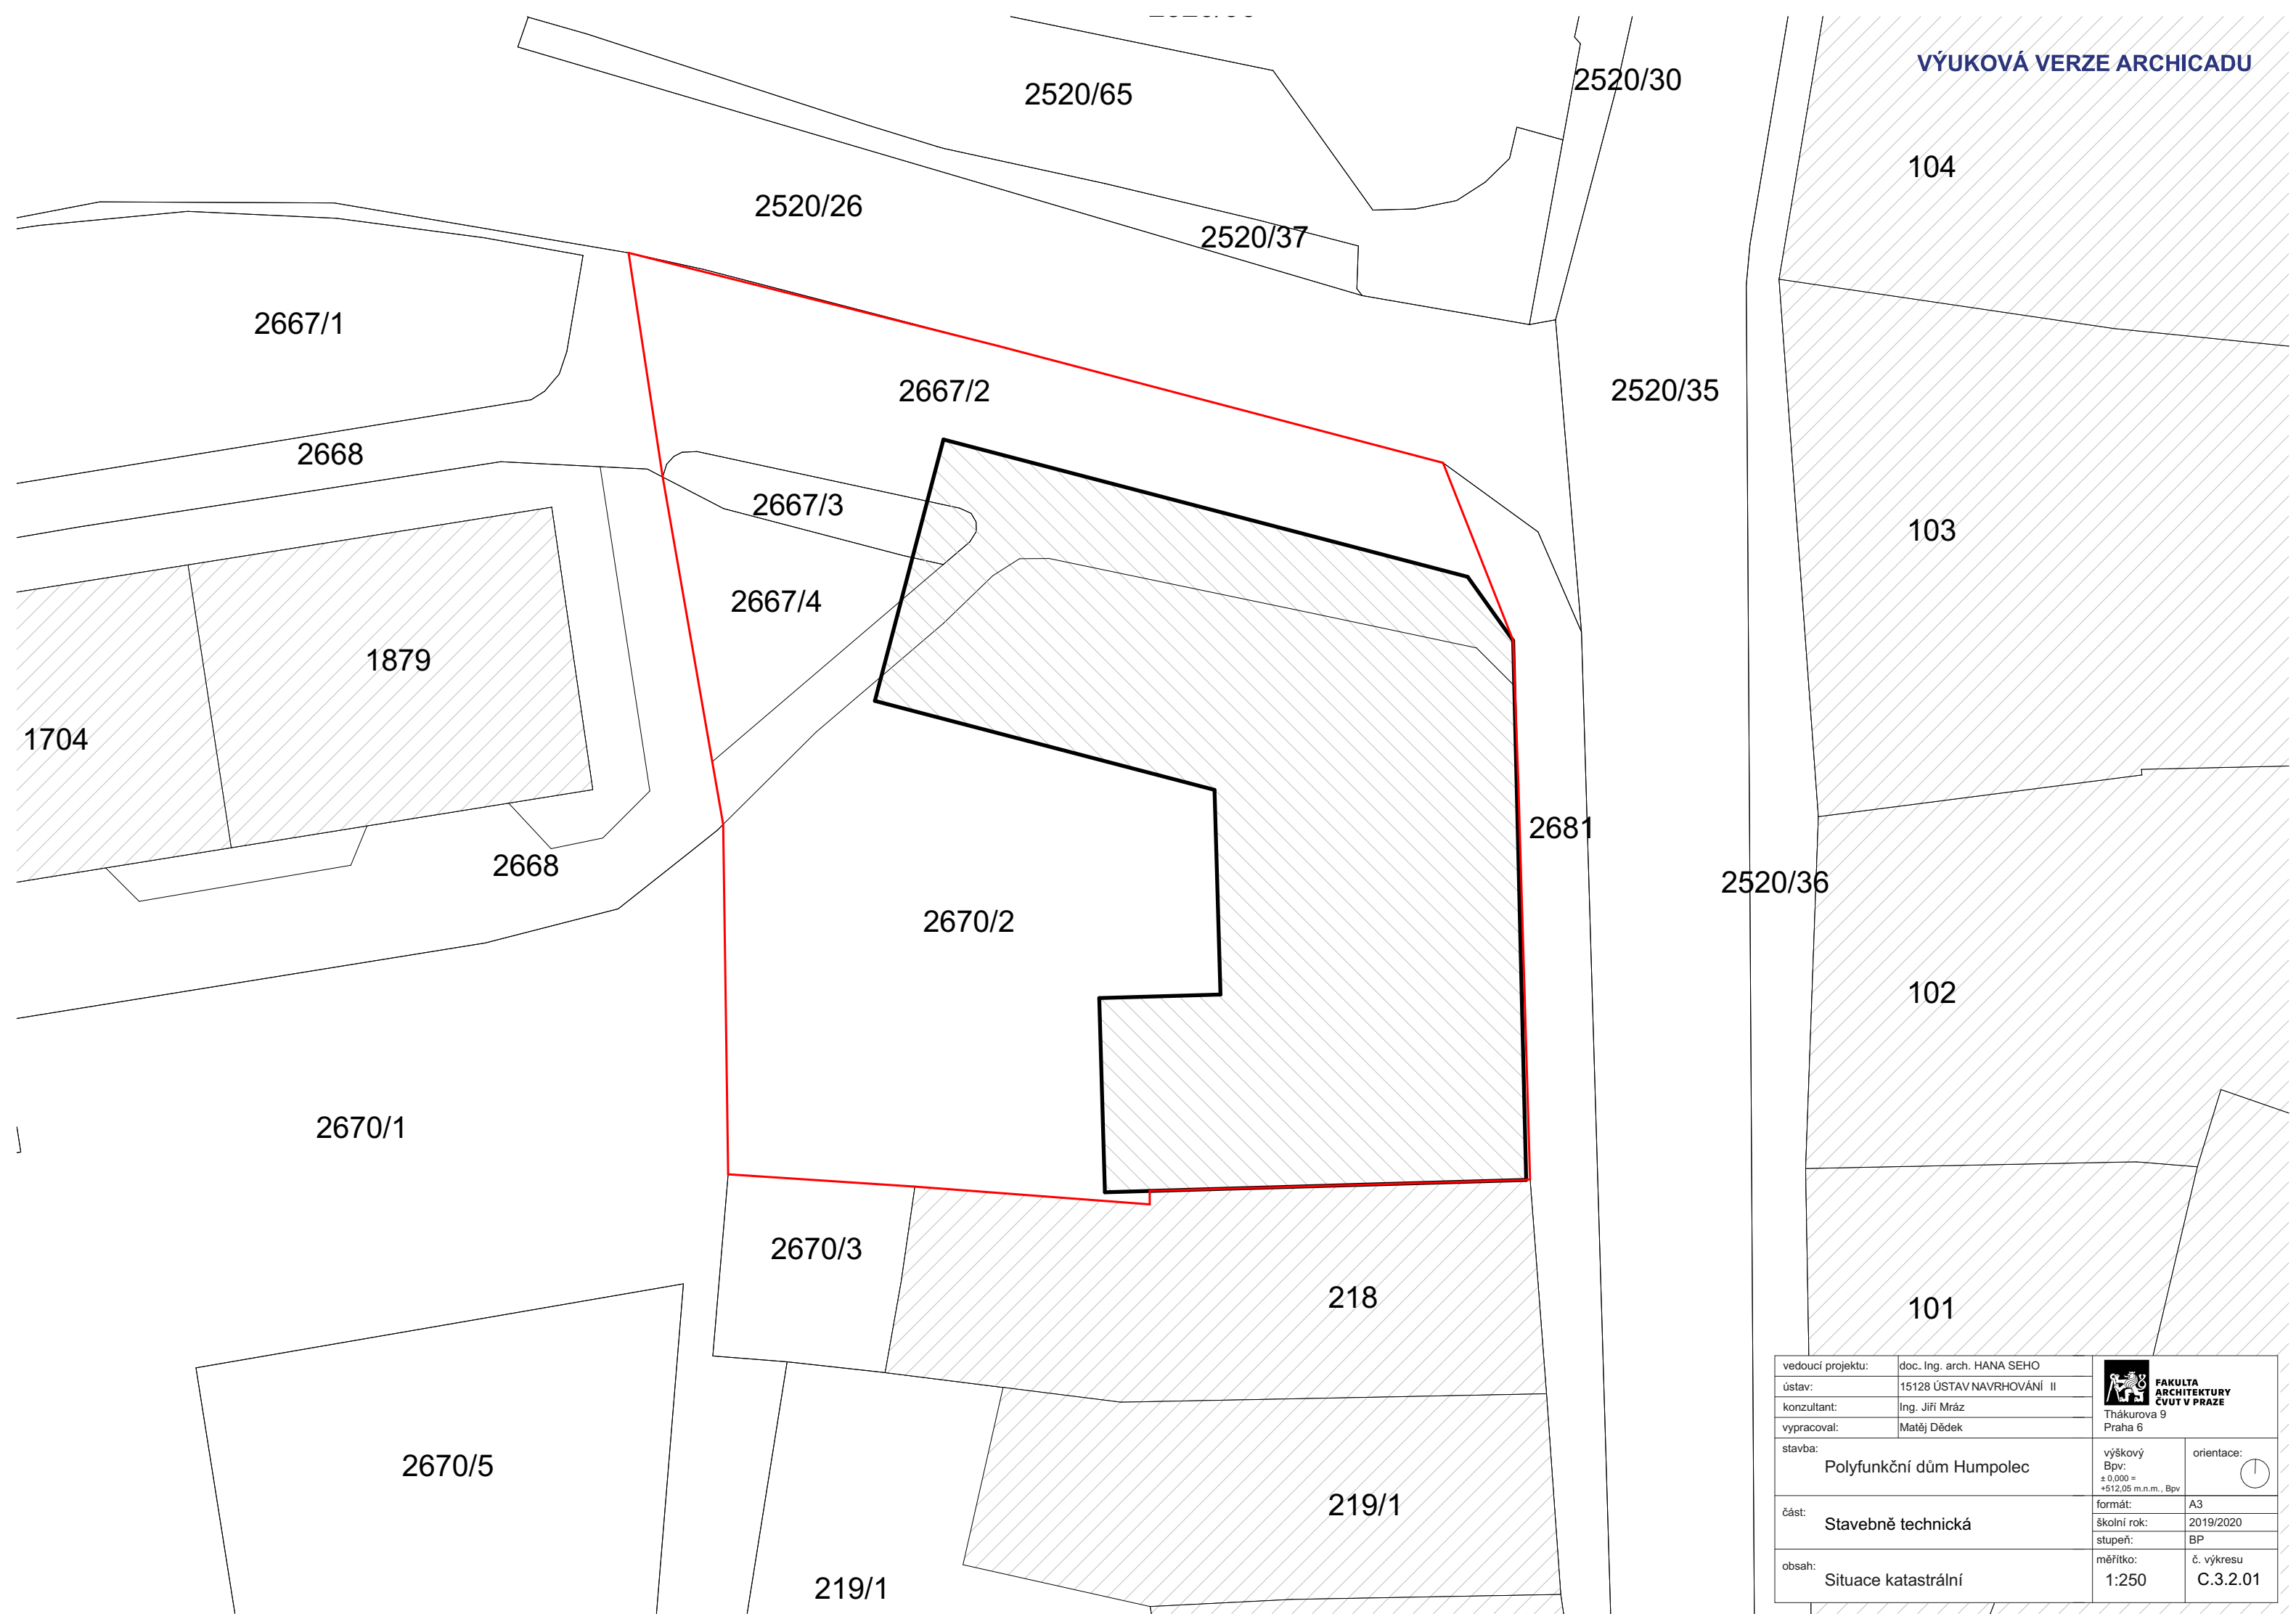 VÝUKOVÁ VERZE ARCHICADU
2520/65
2520/30
104
2520/26
2520/37
2667/1
2667/2
2520/35
2668
2667/3
103
2667/4
1879
1704
2681
2668
2520/36
2670/2
102
2670/1
2670/3
218
101
2670/5
219/1
219/1
vedoucí projektu: doc. Ing. arch. HANA SEHO
ústav: 15128 ÚSTAV NAVRHOVÁNÍ II
konzultant: Ing. Jiří Mráz
vypracoval: Matěj Dědek
FAKULTA
ARCHITEKTURY
ČVUT V PRAZE
Thákurova 9
Praha 6
stavba:
Polyfunkční dům Humpolec
výškový
Bpv:
± 0,000 =
+512,05 m.n.m., Bpv
orientace:
část:
Stavebně technická
formát: A3
školní rok: 2019/2020
stupeň: BP
obsah:
Situace katastrální
měřítko:
1:250
č. výkresu
C.3.2.01